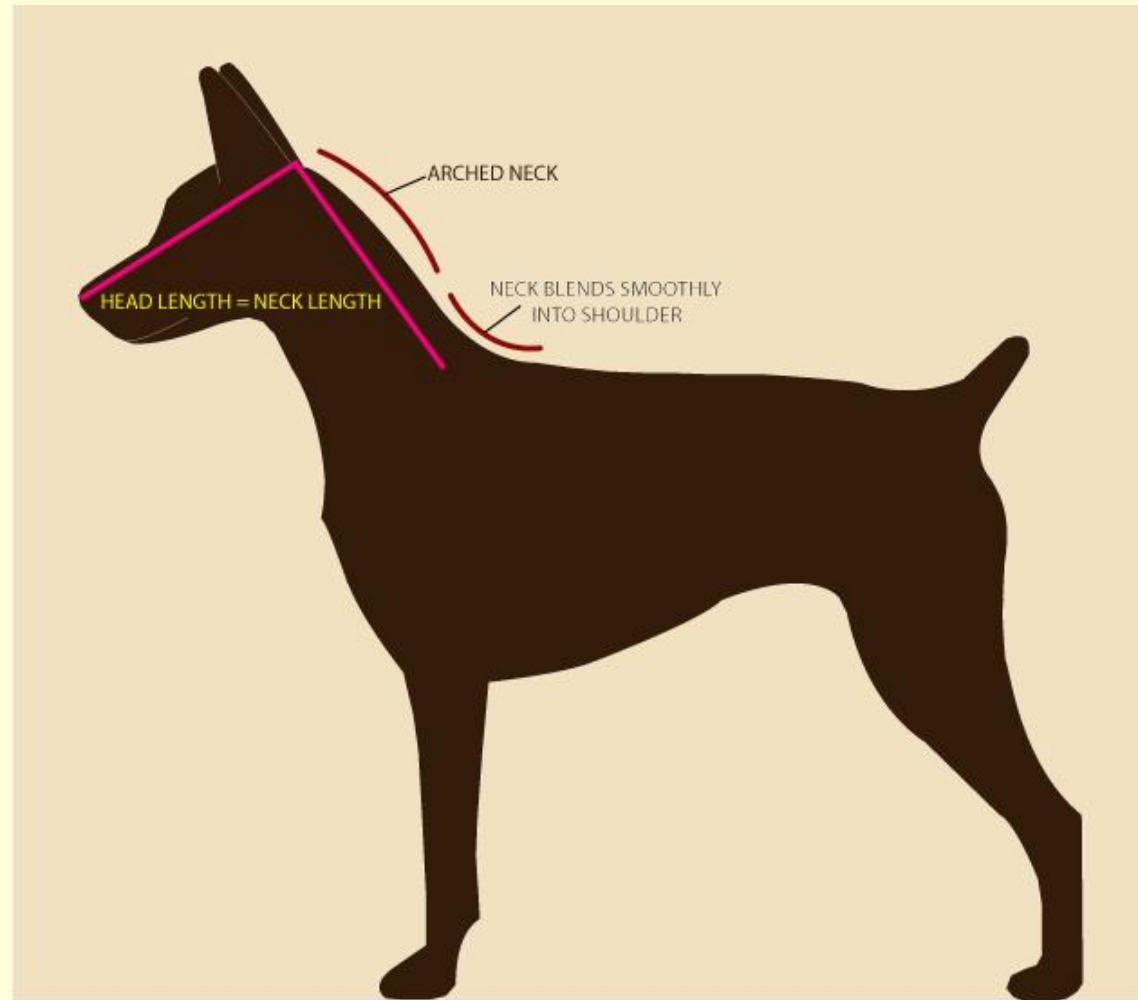 ARCHED NECK
NECK BLENDS SMOOTHLY
INTO SHOULDER
HEAD LENGTH = NECK LENGTH